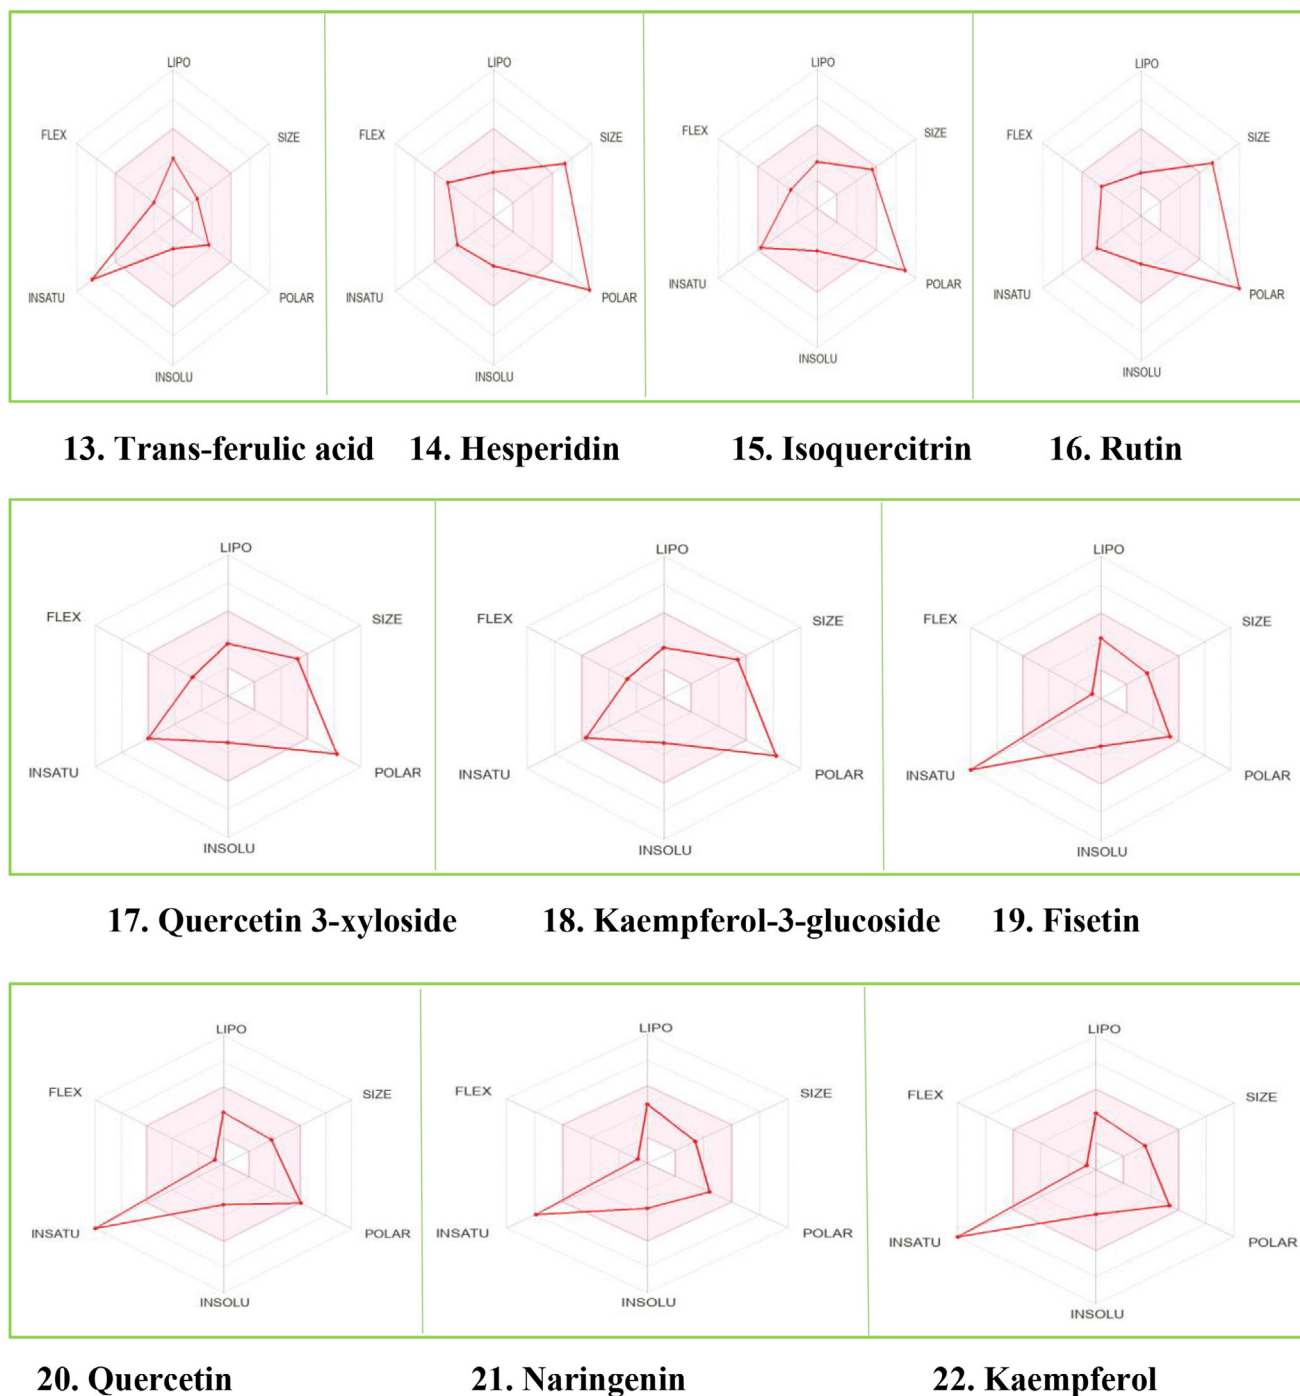 LIPO LIPO LIPO LIPO
FLEX SIZE FLEX SIZE FLEX SIZE FLEX SIZE
INSATU POLAR INSATU POLAR INSATU POLAR INSATU POLAR
INSOLU INSOLU INSOLU INSOLU
13. Trans-ferulic acid 14. Hesperidin 15. Isoquercitrin 16. Rutin
LIPO LIPO LIPO
FLEX SIZE FLEX SIZE FLEX SIZE
INSATU POLAR INSATU POLAR INSATU POLAR
INSOLU INSOLU INSOLU
17. Quercetin 3-xyloside 18. Kaempferol-3-glucoside 19. Fisetin
LIPO LIPO LIPO
FLEX SIZE FLEX SIZE FLEX SIZE
INSATU POLAR INSATU POLAR INSATU POLAR
INSOLU INSOLU INSOLU
20. Quercetin 21. Naringenin 22. Kaempferol